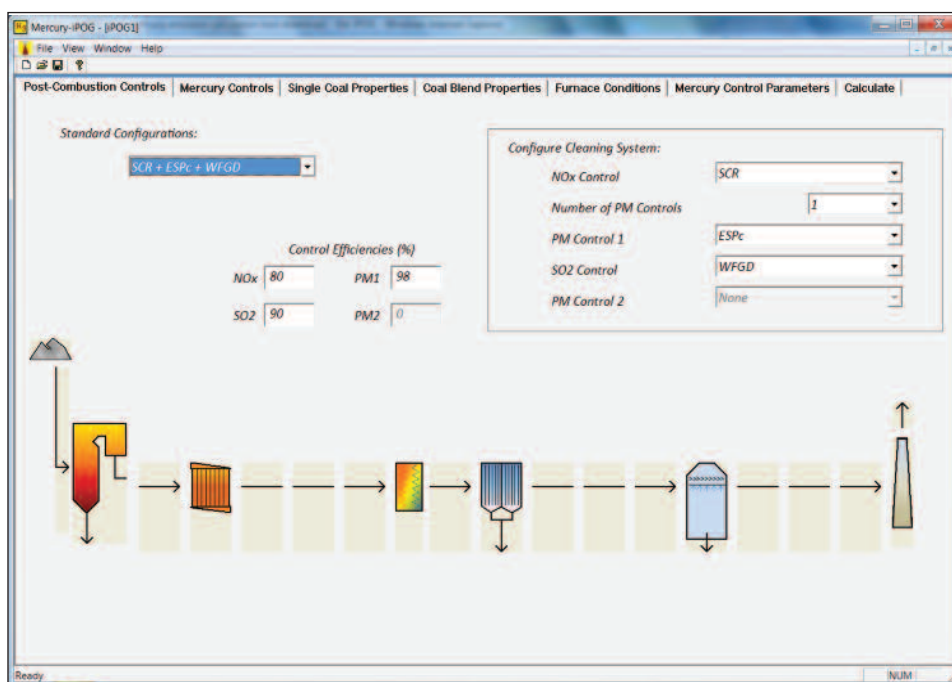 Mercury-iPOG - [iPOG1]
File View Window Help
Post-Combustion Controls Mercury Controls Single Coal Properties Coal Blend Properties Furnace Conditions Mercury Control Parameters Calculate
Standard Configurations:
SCR + ESPc + WFGD
Configure Cleaning System:
NOx Control SCR
Number of PM Controls 1
PM Control 1 ESPc
SO2 Control WFGD
PM Control 2 None
Control Efficiencies (%)
NOx 80 PM1 98
SO2 90 PM2 0
Ready NUM